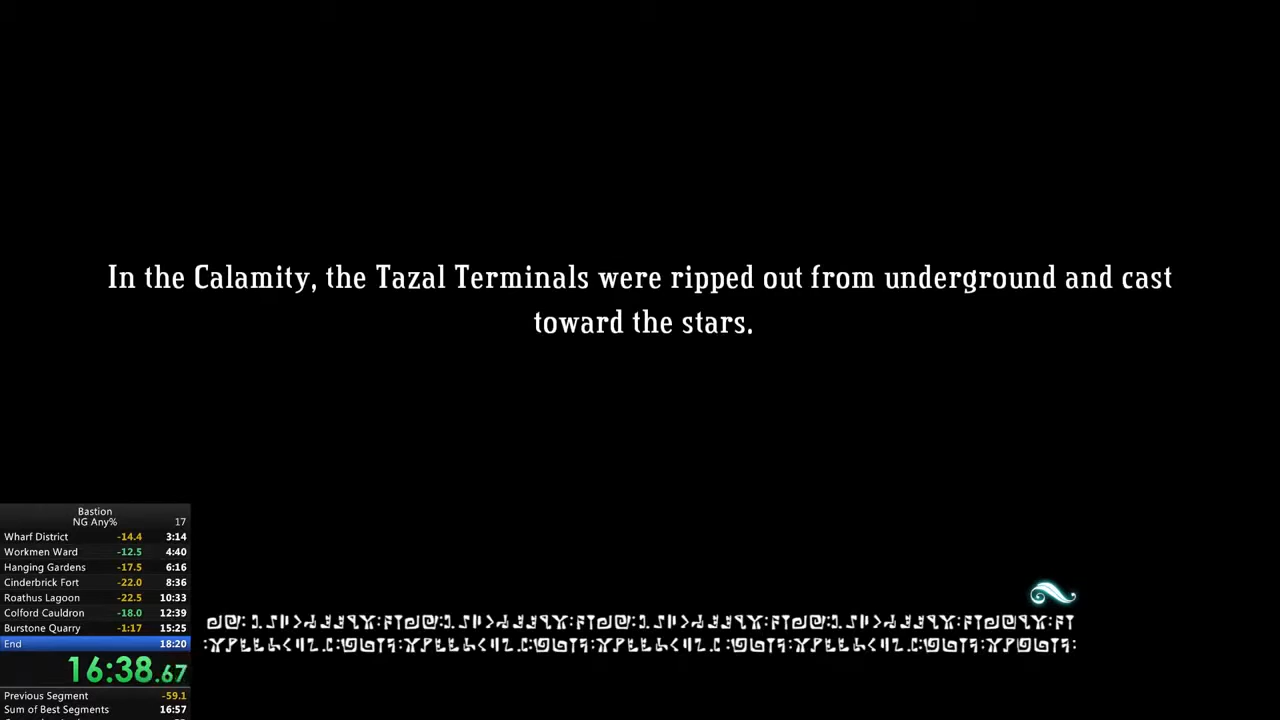 In the Calamity, the Tazal Terminals were ripped out from underground and cast
toward the stars.
Bastion
NG Any% 17
Wharf District -14.4 3:14
Workmen Ward -12.5 4:40
Hanging Gardens -17.5 6:16
Cinderbrick Fort -22.0 8:36
Roathus Lagoon -22.5 10:33
Colford Cauldron -18.0 12:39
Burstone Quarry -1:17 15:25
End 18:20
16:38.67
Previous Segment -59.1
Sum of Best Segments 16:57